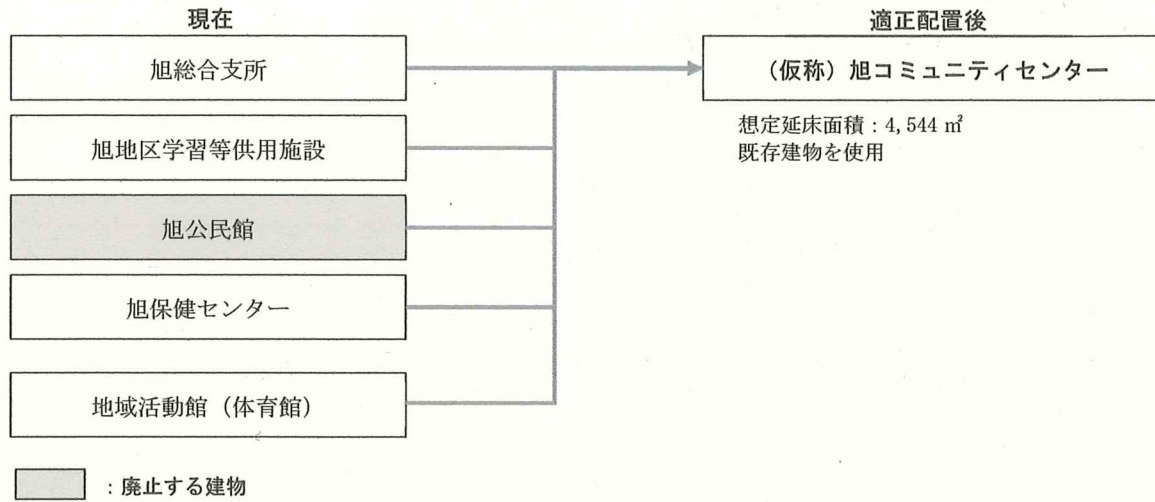 現在
適正配置後
旭総合支所
（仮称）旭コミュニティセンター
想定延床面積：4,544 ㎡
既存建物を使用
旭地区学習等供用施設
旭公民館
旭保健センター
地域活動館（体育館）
：廃止する建物